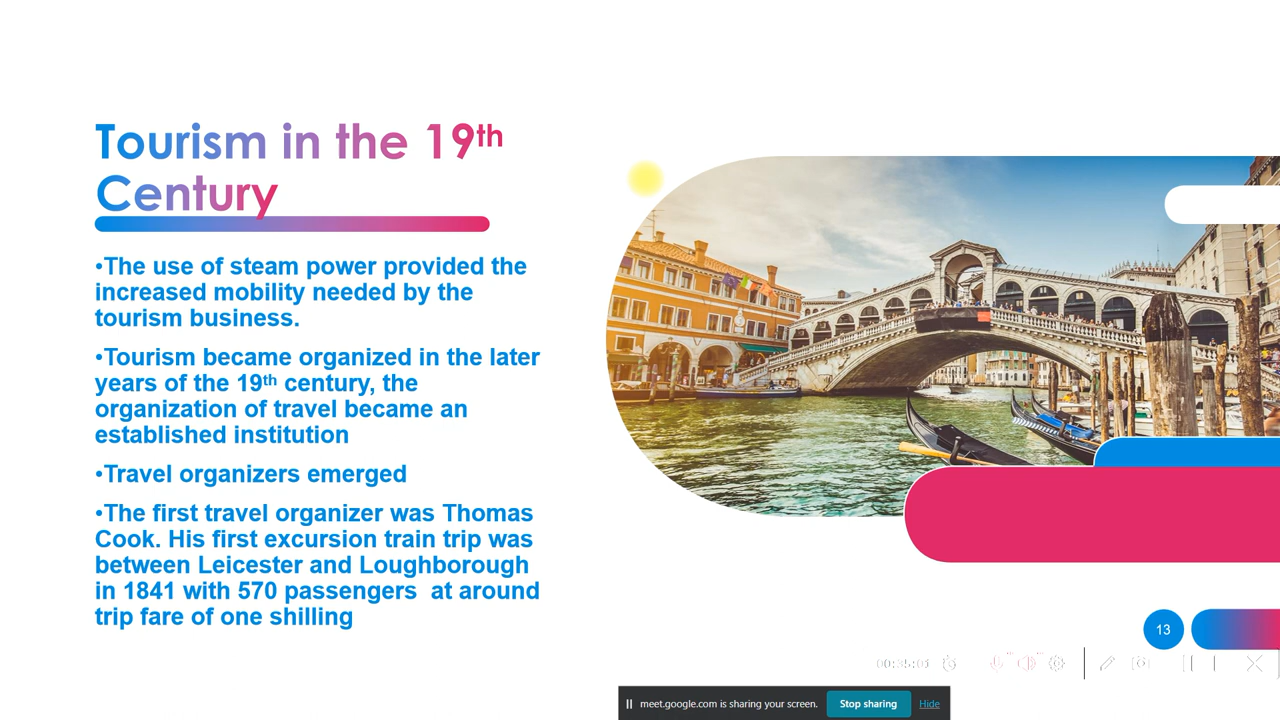 Tourism in the 19th
Century
•The use of steam power provided the
increased mobility needed by the
tourism business.
•Tourism became organized in the later
years of the 19th century, the
organization of travel became an
established institution
•Travel organizers emerged
•The first travel organizer was Thomas
Cook. His first excursion train trip was
between Leicester and Loughborough
in 1841 with 570 passengers  at around
trip fare of one shilling
13
meet.google.com is sharing your screen.
Stop sharing
Hide